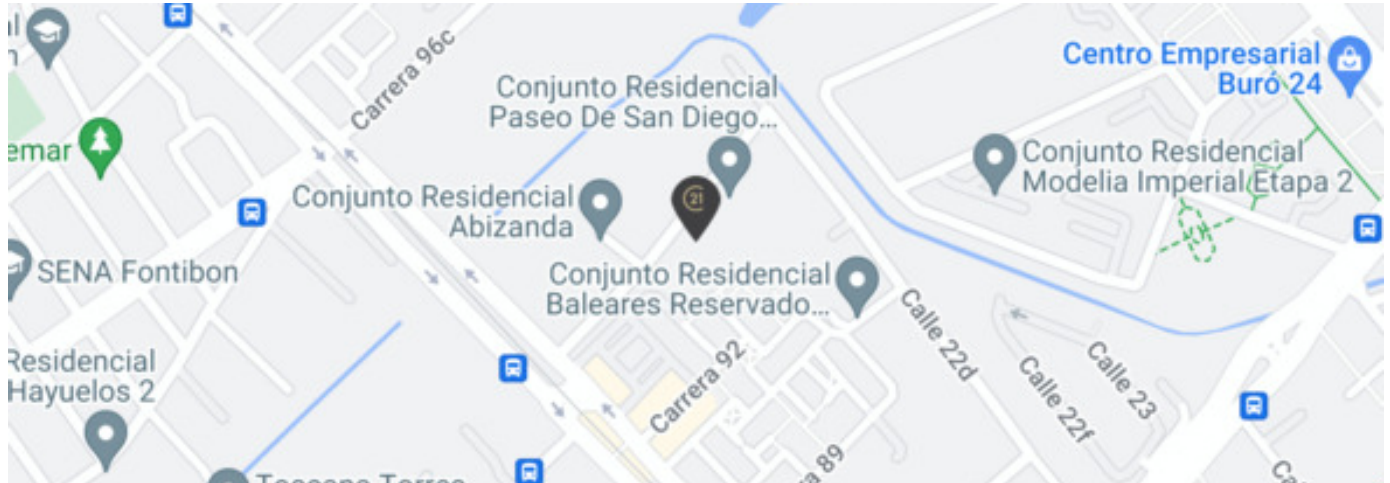 Carrera 96c
Conjunto Residencial
Paseo De San Diego...
Centro Empresarial
Buró 24
emar
Conjunto Residencial
Abizanda
21
Conjunto Residencial
Modelia Imperial Etapa 2
SENA Fontibon
Conjunto Residencial
Baleares Reservado...
Calle 22d
Residencial
Hayuelos 2
Carrera 92
Calle 22f
Calle 23
89